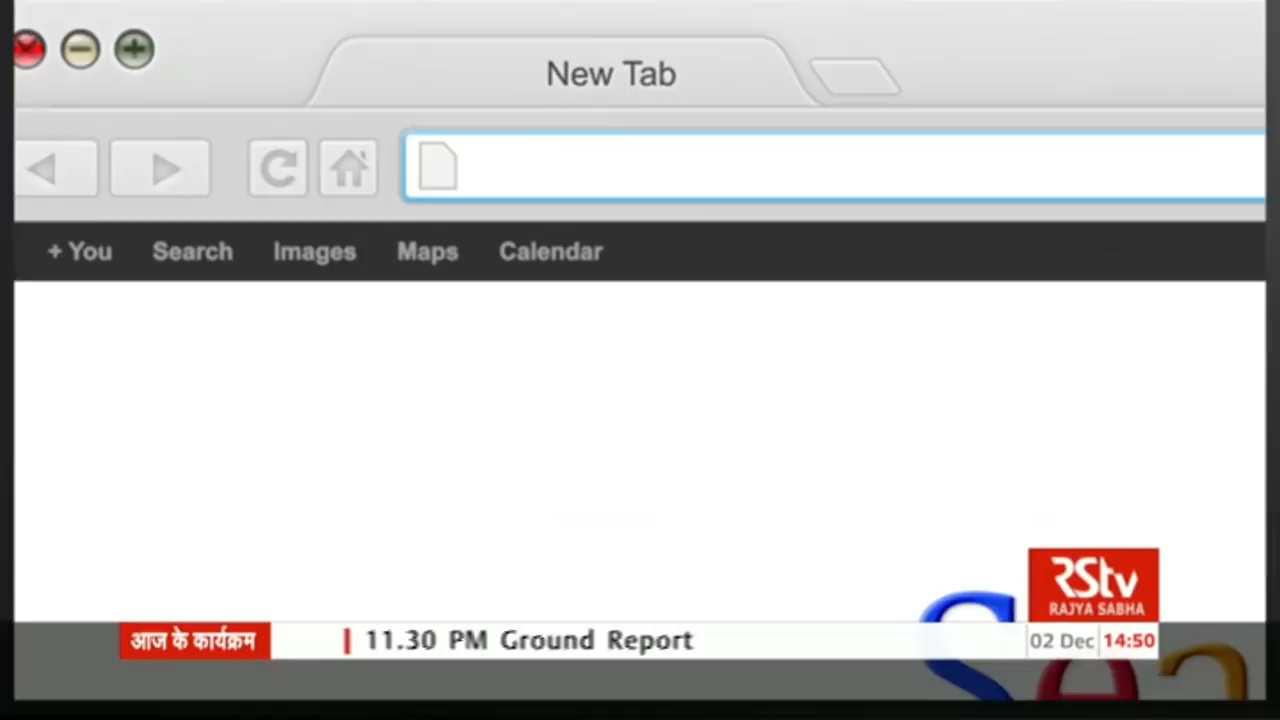 New Tab
+ You Search Images Maps Calendar
RStv
RAJYA SABHA
आज के कार्यक्रम 11.30 PM Ground Report 02 Dec 14:50
Sea